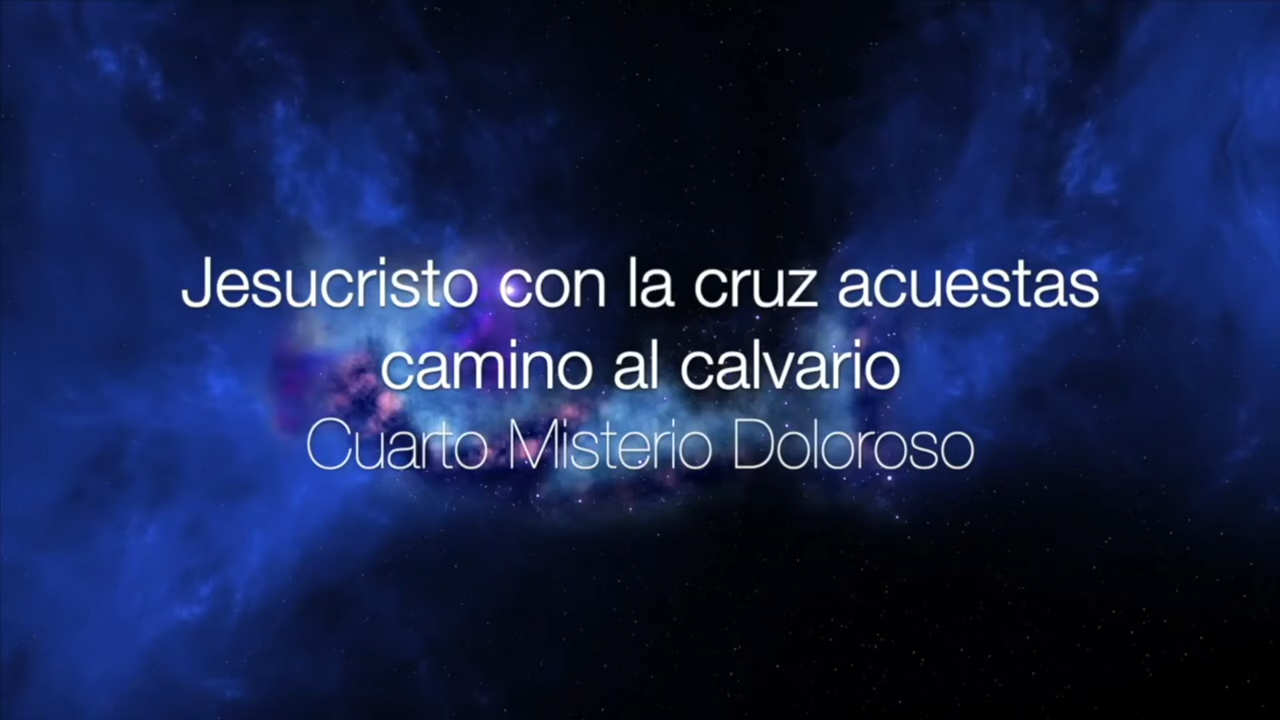 Jesucristo con la cruz acuestas
camino al calvario
Cuarto Misterio Doloroso